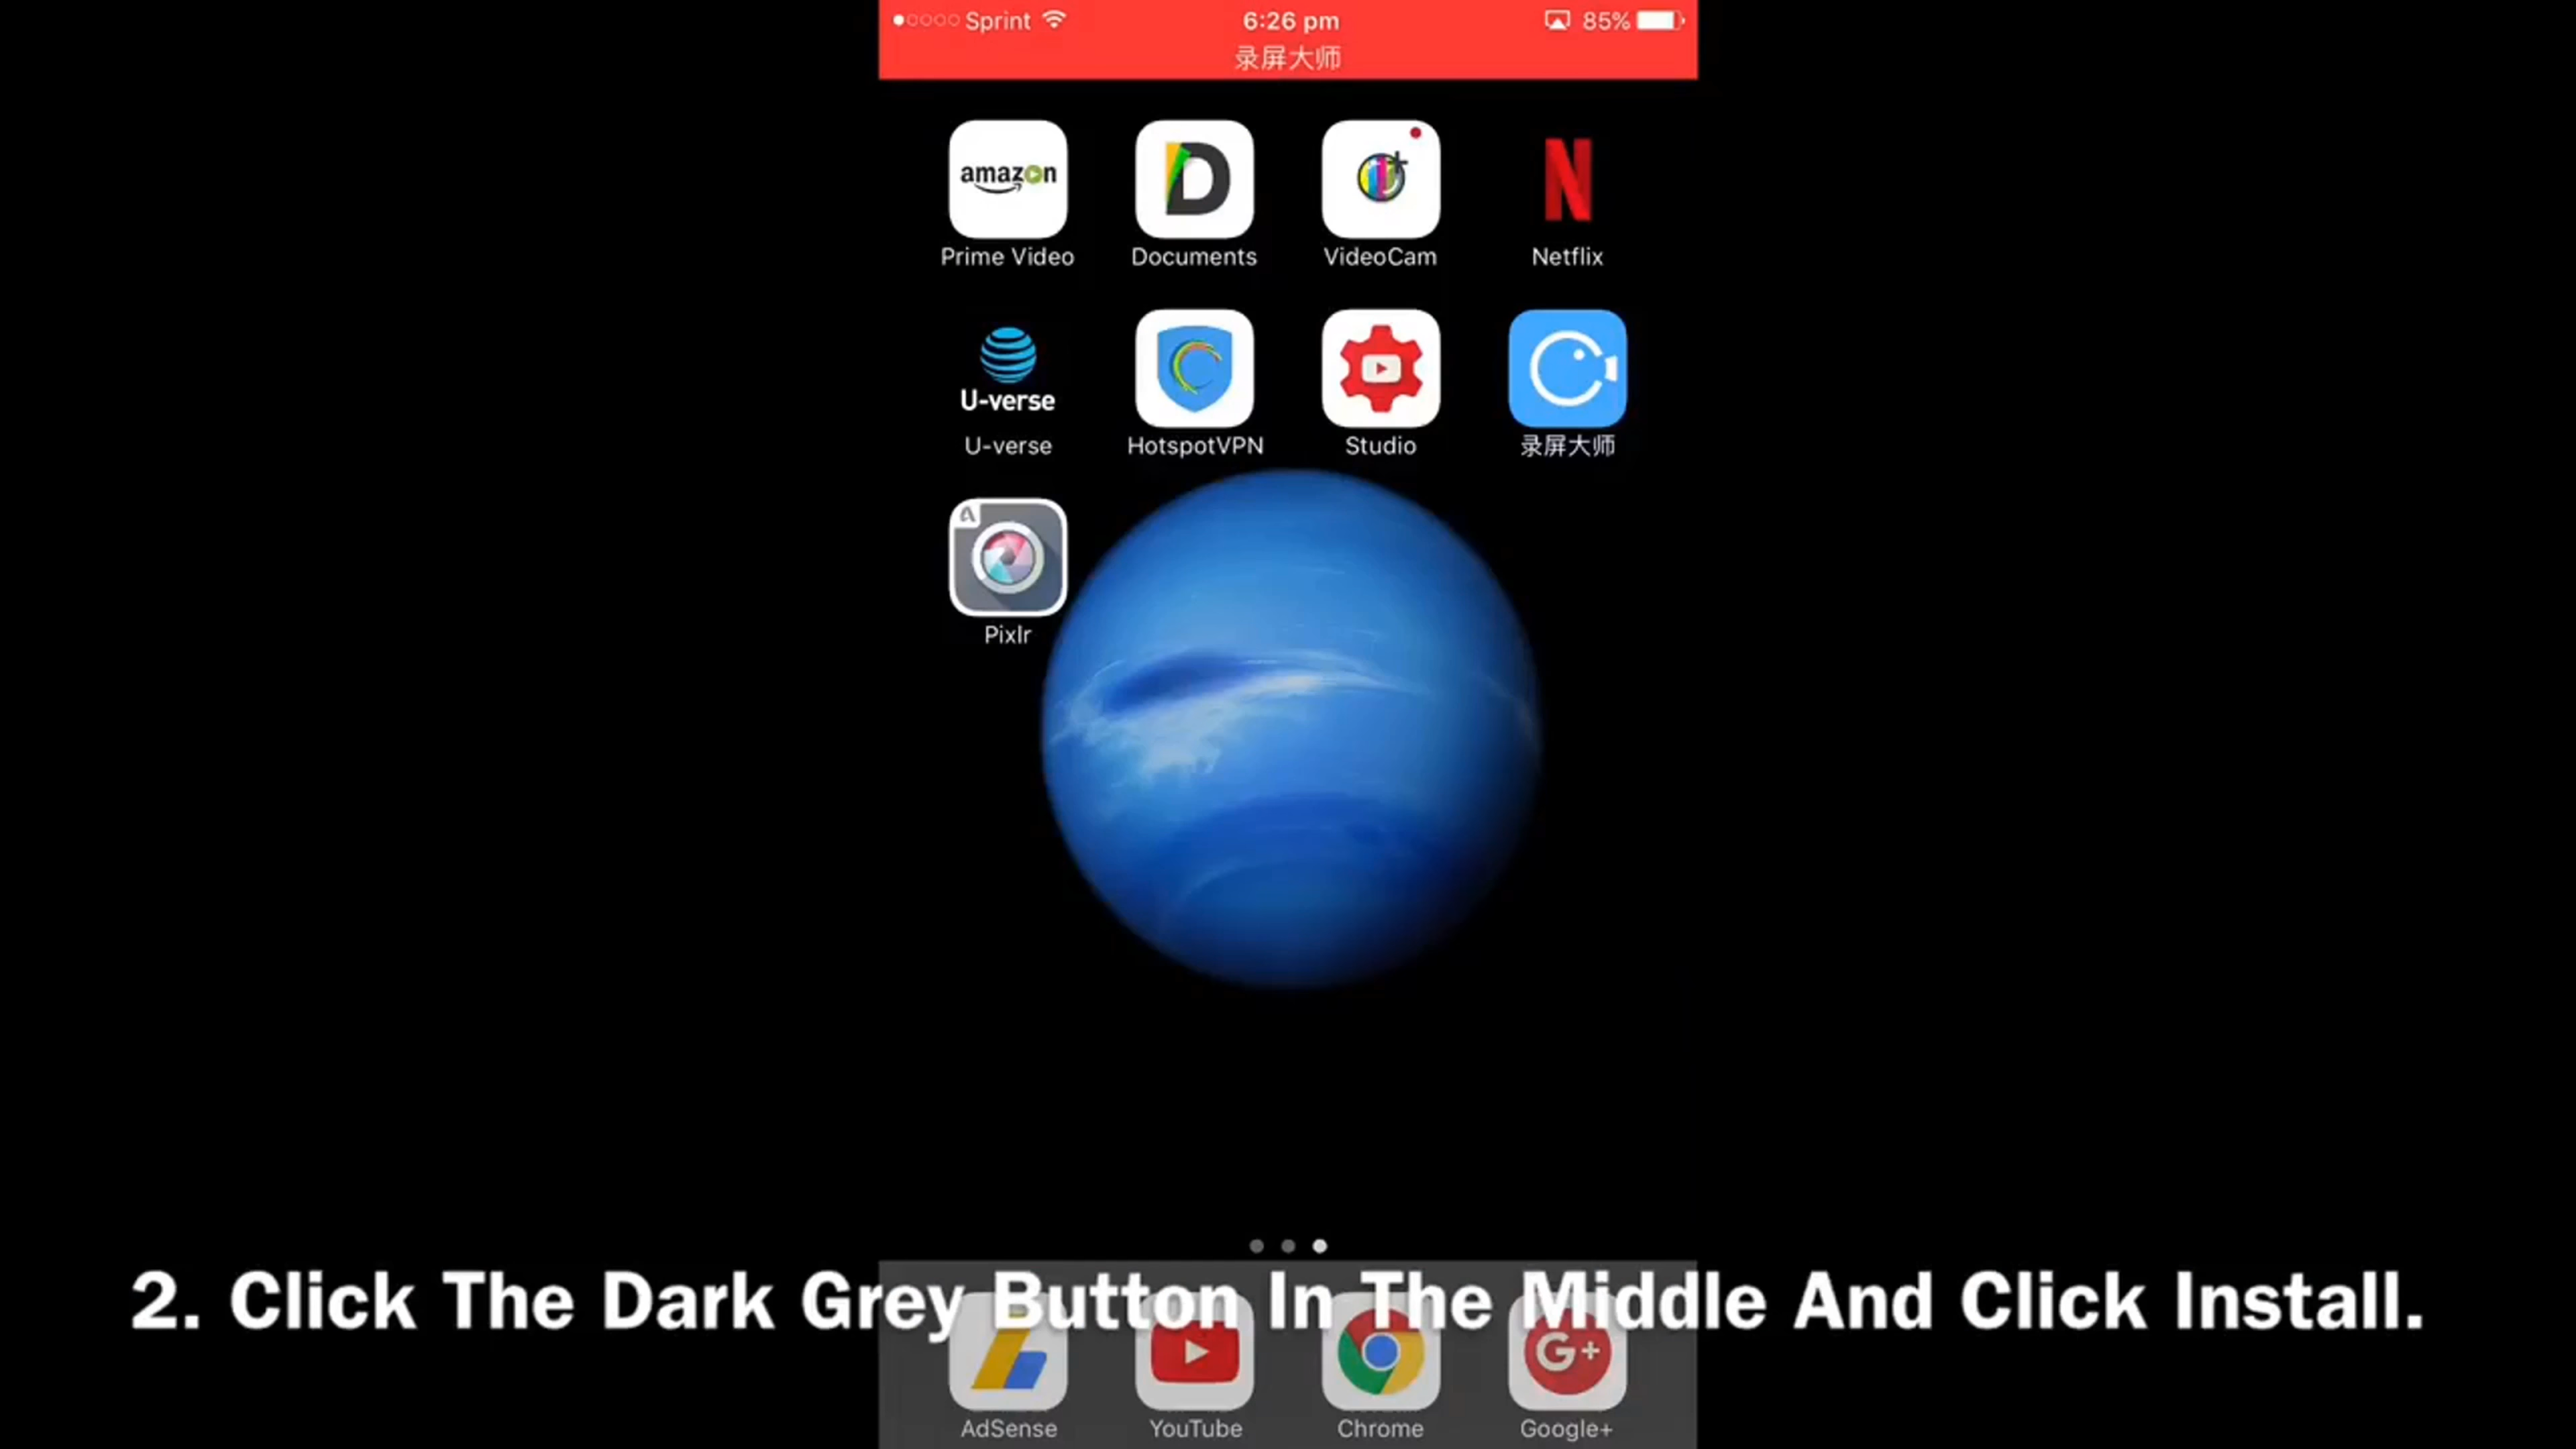 Sprint 6:26 pm 85%
录屏大师
amazon
Prime Video Documents VideoCam Netflix
U-verse
U-verse HotspotVPN Studio 录屏大师
Pixlr
2. Click The Dark Grey Button In The Middle And Click Install.
G+
AdSense YouTube Chrome Google+